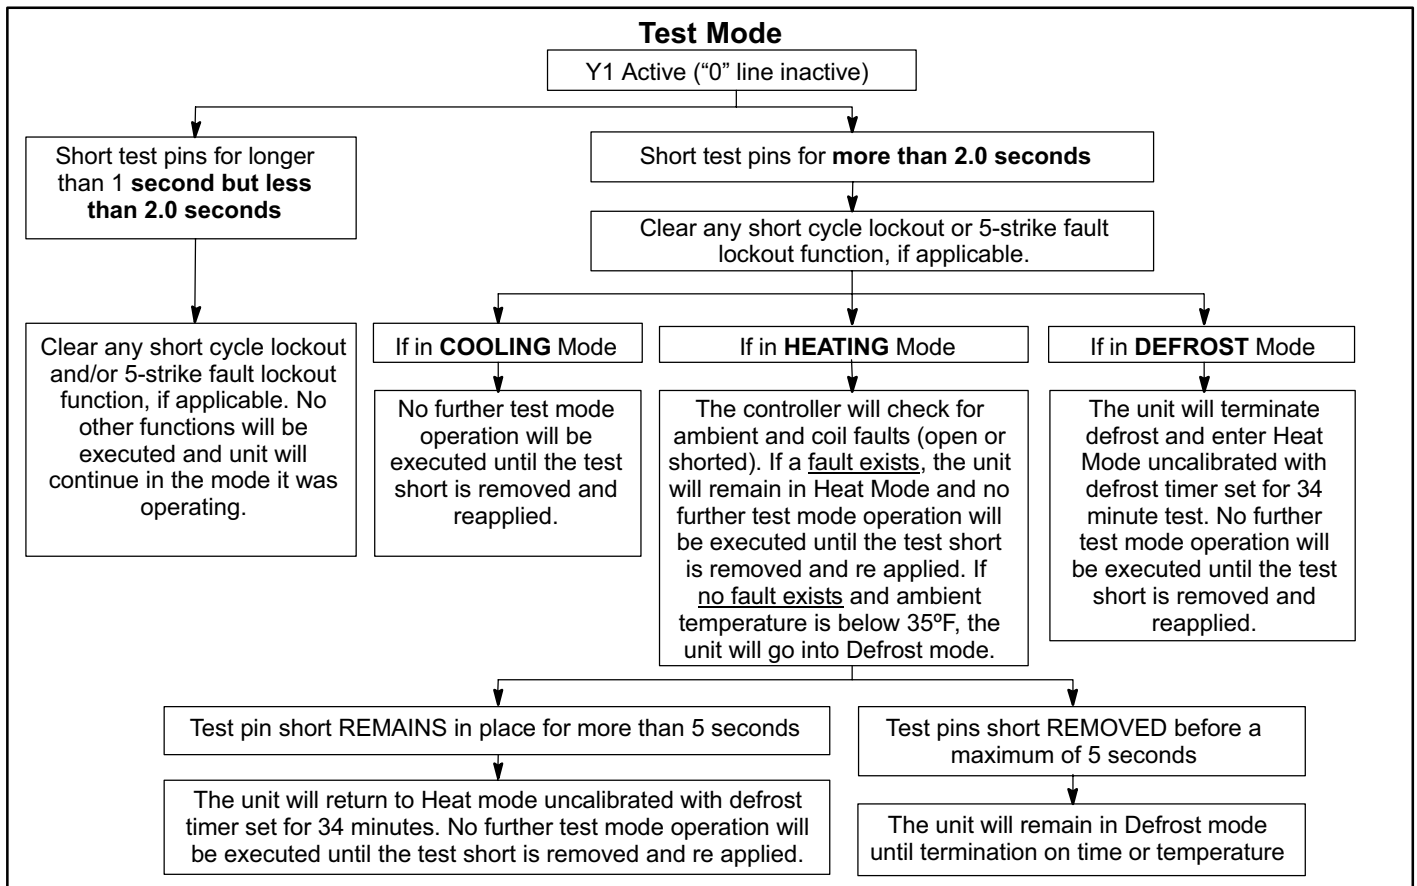 Test Mode
Y1 Active (“0” line inactive)
Short test pins for longer
than 1 second but less
than 2.0 seconds
Short test pins for more than 2.0 seconds
Clear any short cycle lockout or 5-strike fault
lockout function, if applicable.
Clear any short cycle lockout
and/or 5-strike fault lockout
function, if applicable. No
other functions will be
executed and unit will
continue in the mode it was
operating.
If in COOLING Mode
No further test mode
operation will be
executed until the test
short is removed and
reapplied.
If in HEATING Mode
The controller will check for
ambient and coil faults (open or
shorted). If a fault exists, the unit
will remain in Heat Mode and no
further test mode operation will
be executed until the test short
is removed and re applied. If
no fault exists and ambient
temperature is below 35ºF, the
unit will go into Defrost mode.
If in DEFROST Mode
The unit will terminate
defrost and enter Heat
Mode uncalibrated with
defrost timer set for 34
minute test. No further
test mode operation will
be executed until the test
short is removed and
reapplied.
Test pin short REMAINS in place for more than 5 seconds
The unit will return to Heat mode uncalibrated with defrost
timer set for 34 minutes. No further test mode operation will
be executed until the test short is removed and re applied.
Test pins short REMOVED before a
maximum of 5 seconds
The unit will remain in Defrost mode
until termination on time or temperature